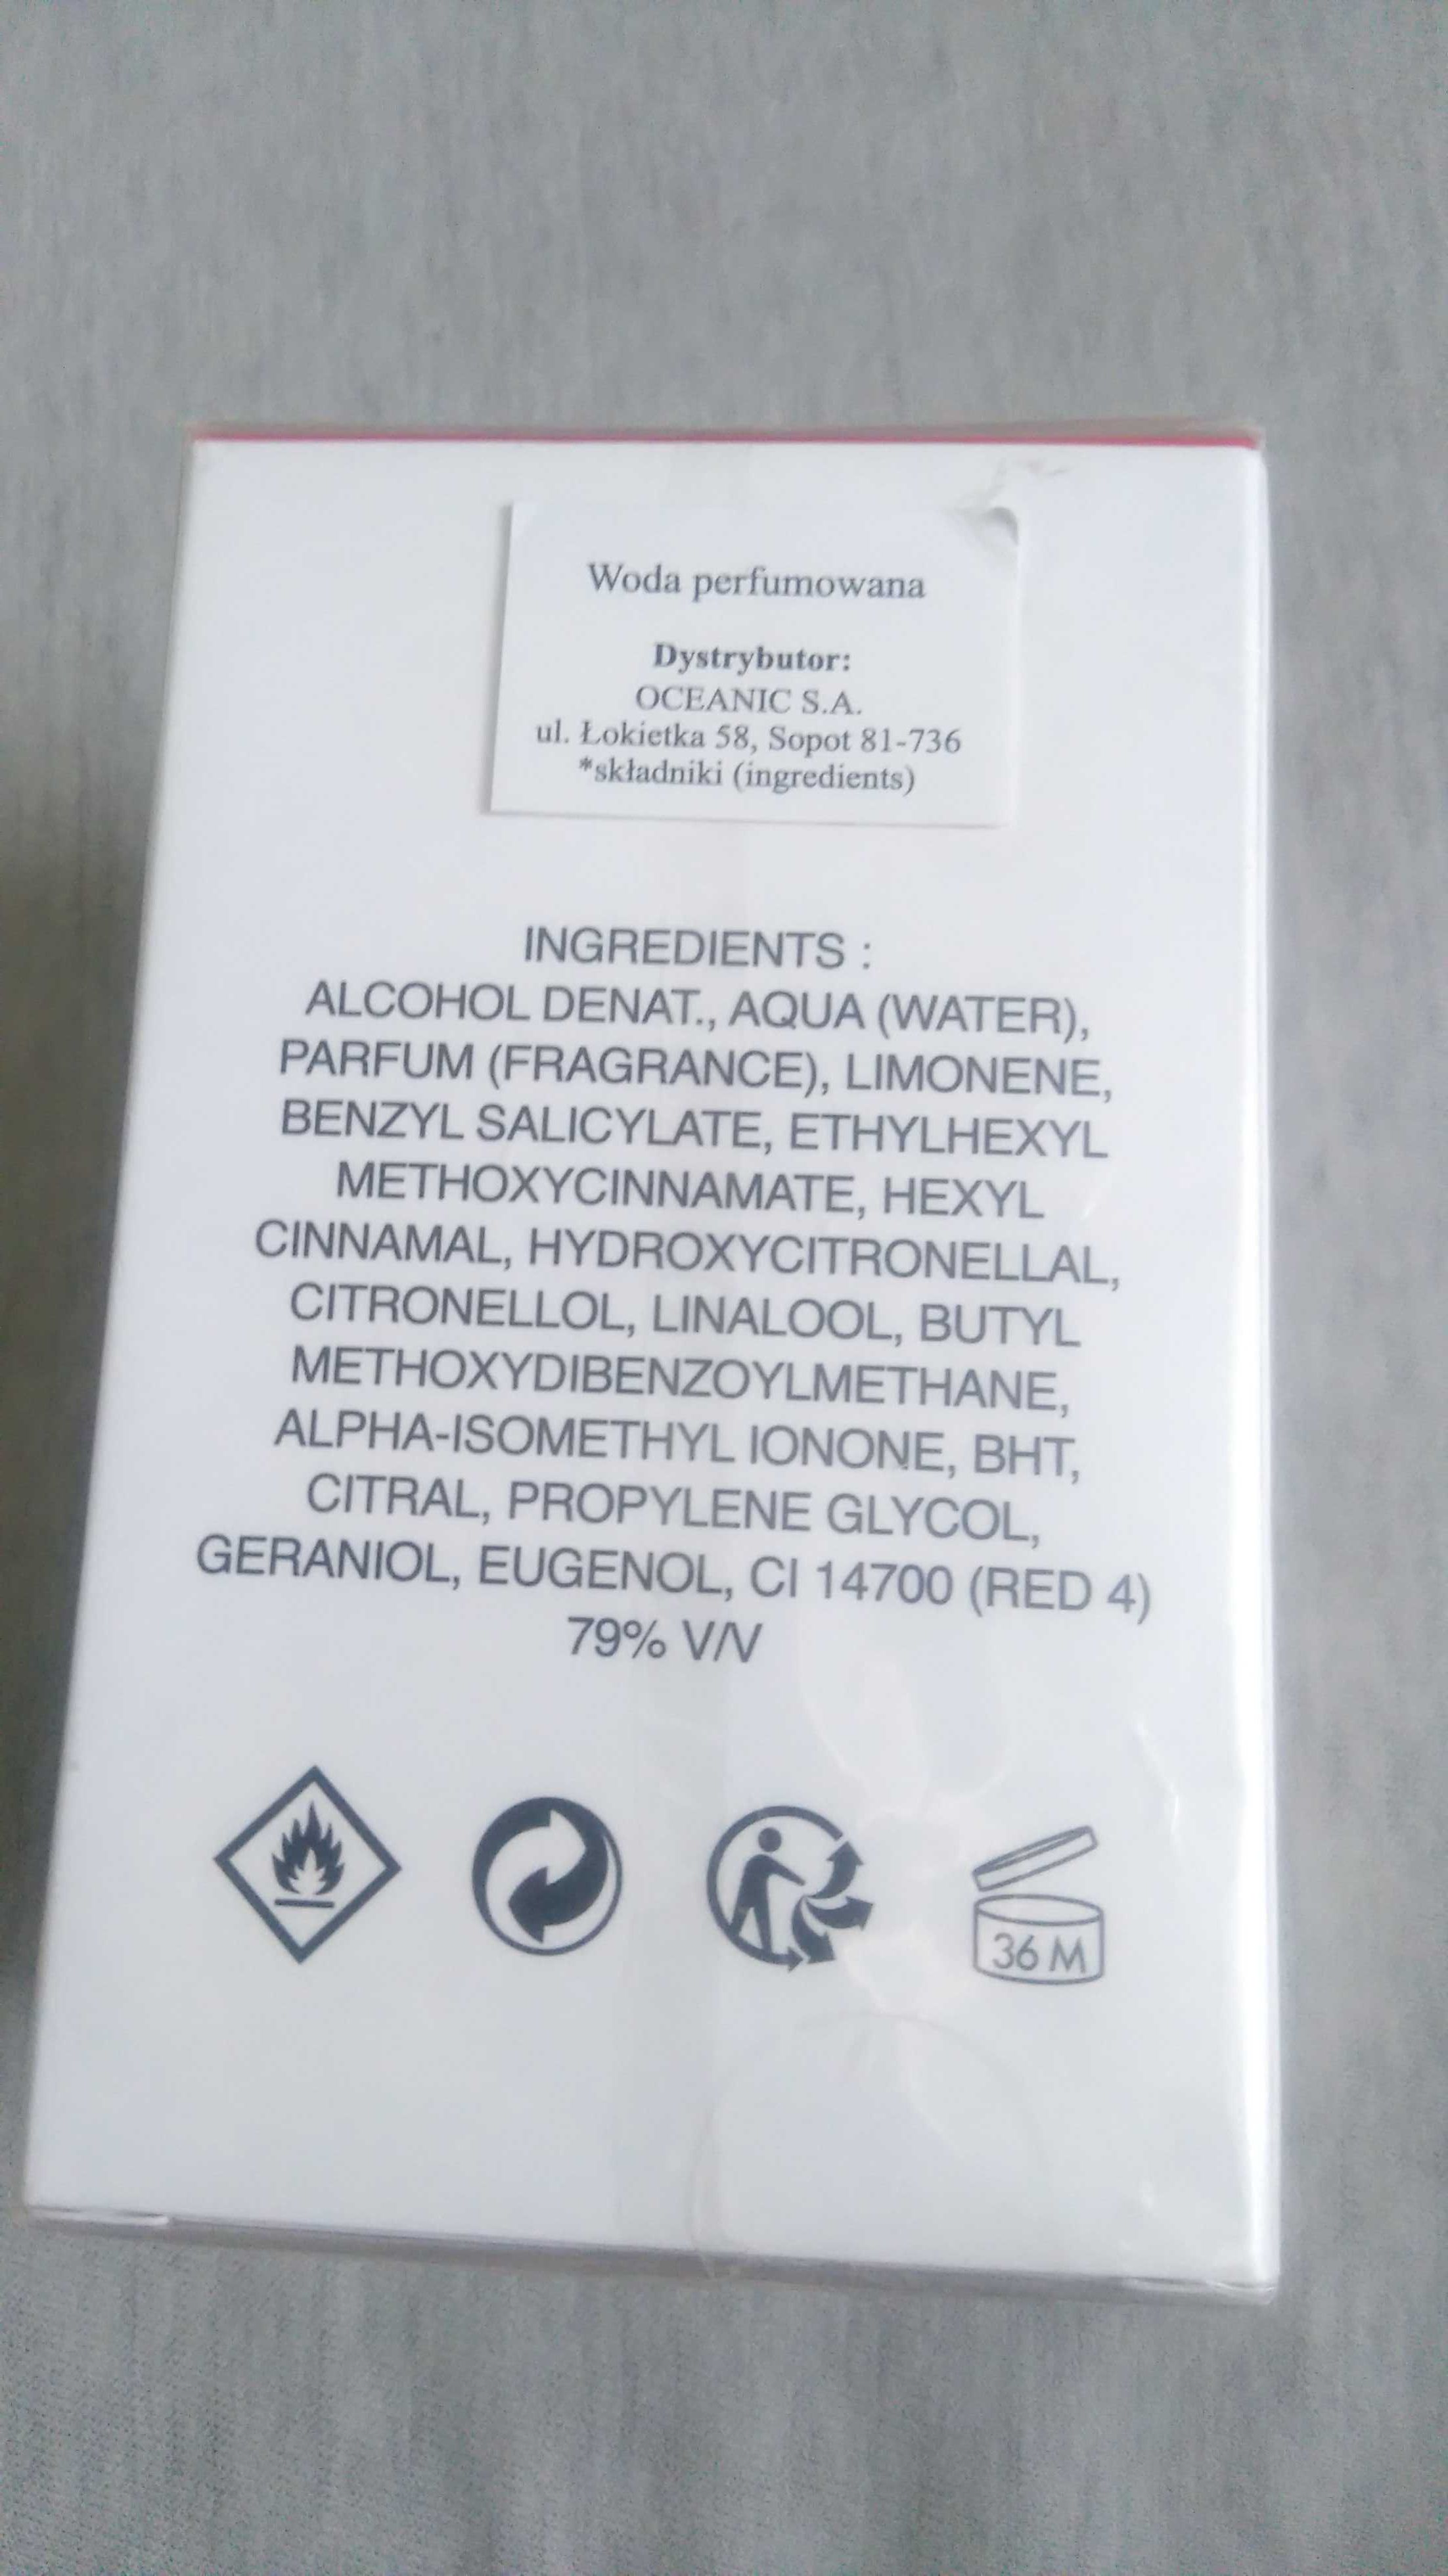 Woda perfumowana
Dystrybutor:
OCEANIC S.A.
ul. Łokietka 58, Sopot 81-736
*składniki (ingredients)
INGREDIENTS :
ALCOHOL DENAT., AQUA (WATER),
PARFUM (FRAGRANCE), LIMONENE,
BENZYL SALICYLATE, ETHYLHEXYL
METHOXYCINNAMATE, HEXYL
CINNAMAL, HYDROXYCITRONELLAL,
CITRONELLOL, LINALOOL, BUTYL
METHOXYDIBENZOYLMETHANE,
ALPHA-ISOMETHYL IONONE, BHT,
CITRAL, PROPYLENE GLYCOL,
GERANIOL, EUGENOL, CI 14700 (RED 4)
79% V/V
36 M